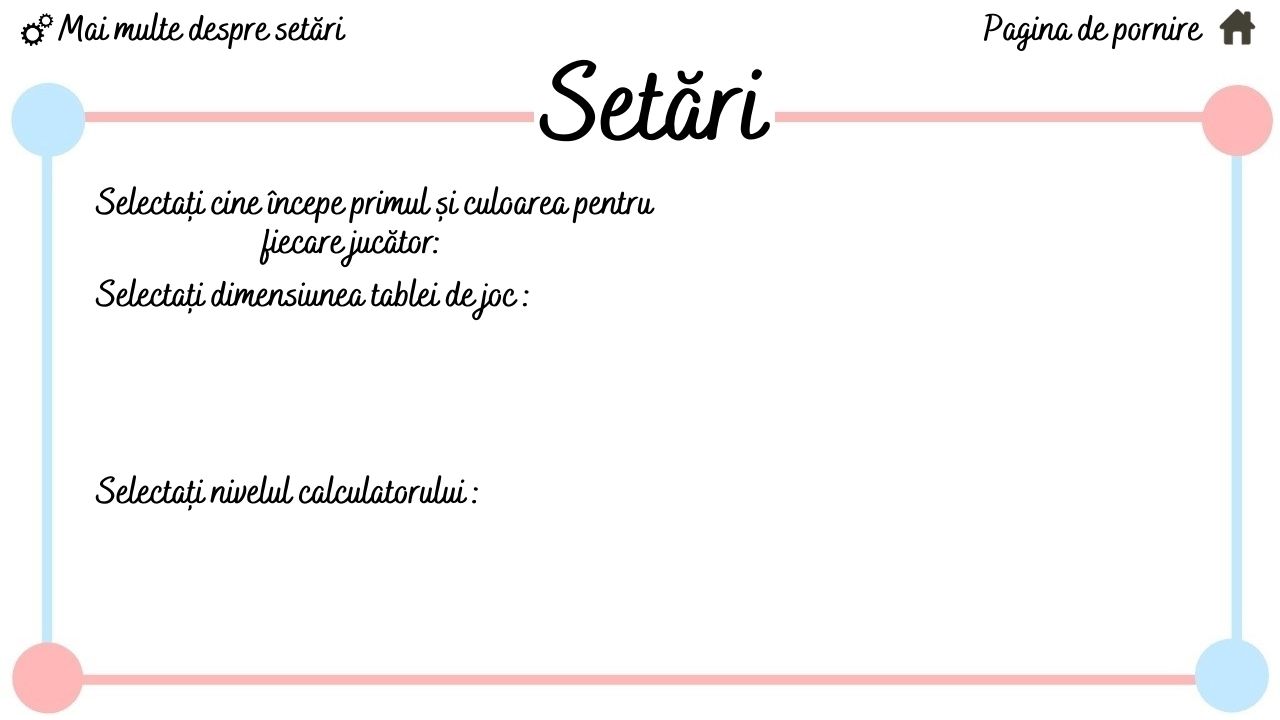 Mai multe despre setări
Pagina de pornire
Setări
Selectați cine începe primul și culoarea pentru
fiecare jucător:
Selectați dimensiunea tablei de joc :
Selectați nivelul calculatorului :